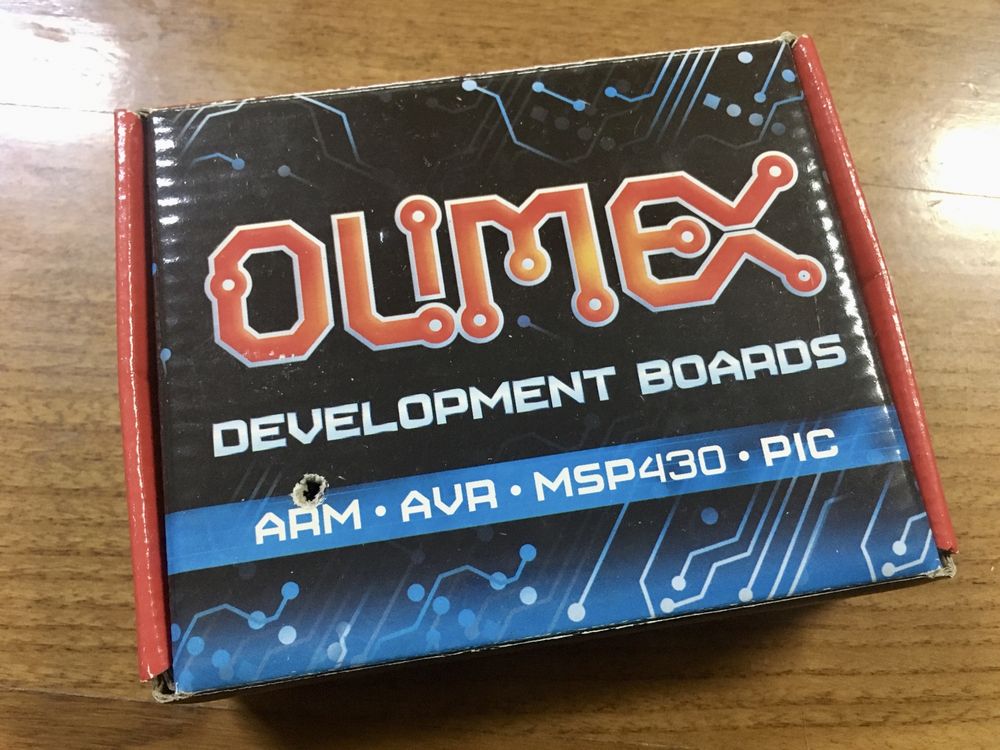 OLIMEX
DEVELOPMENT BOARDS
ARM • AVR • MSP430 • PIC